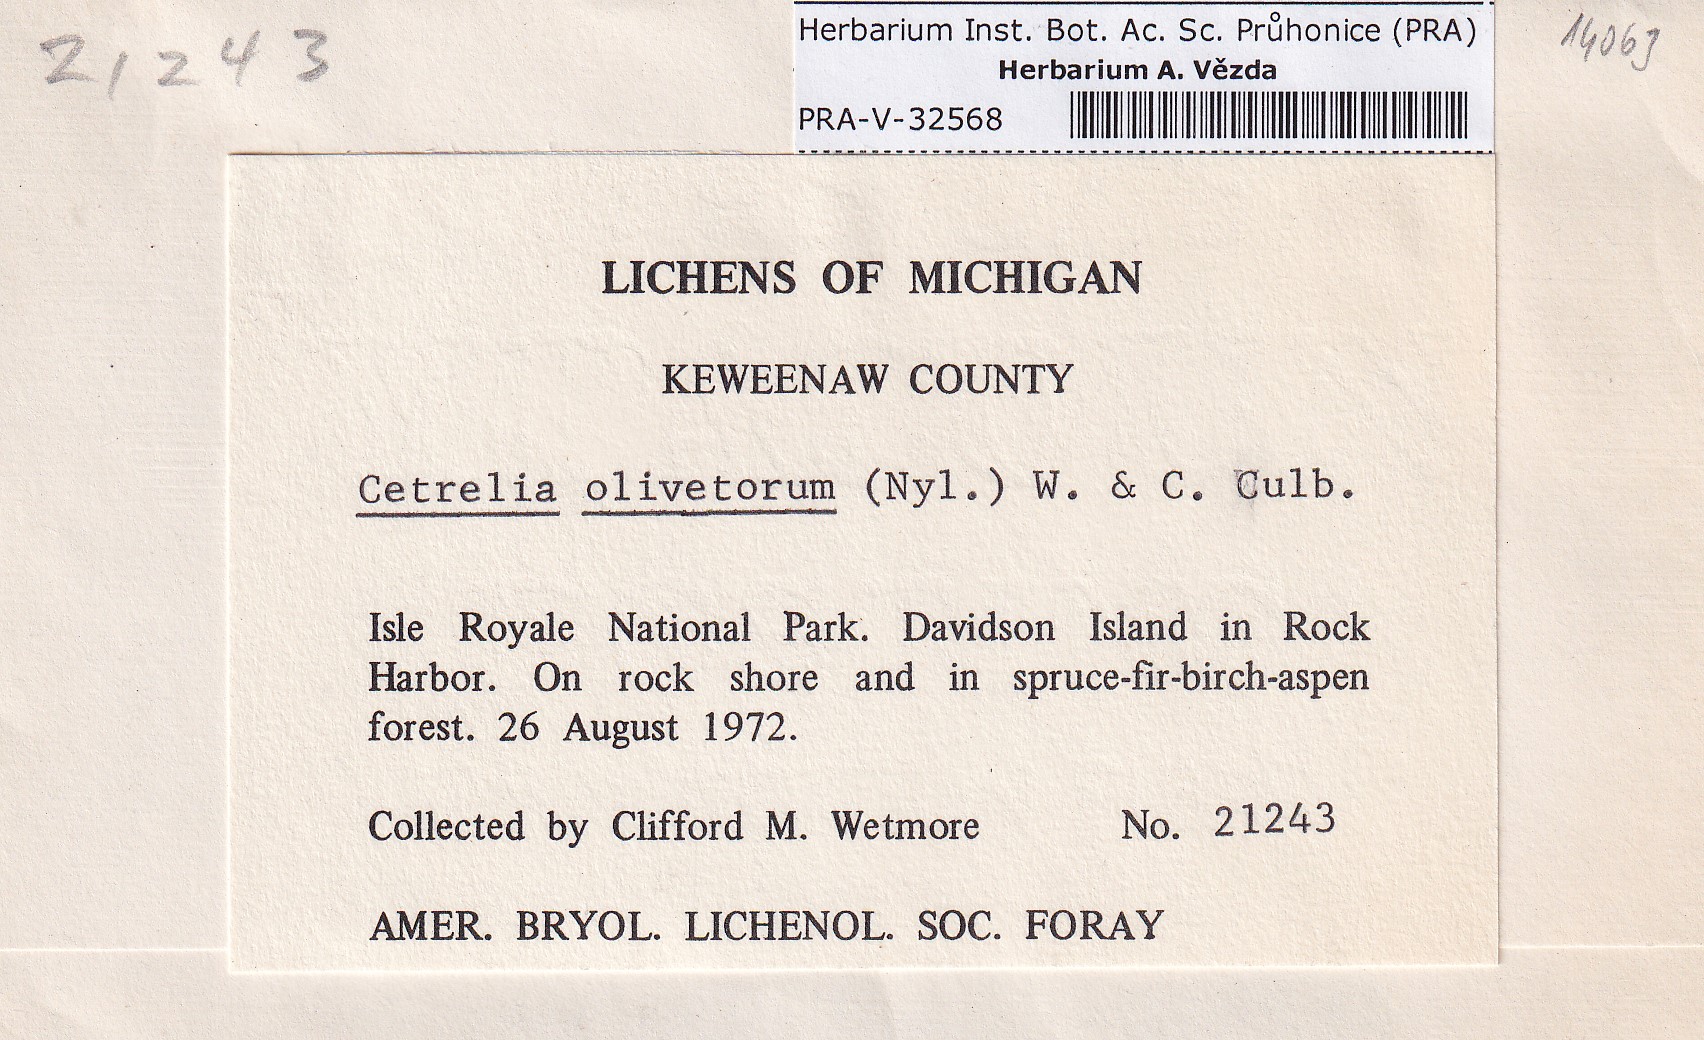 21243
Herbarium Inst. Bot. Ac. Sc. Průhonice (PRA)
Herbarium A. Vězda
PRA-V-32568
14063
LICHENS OF MICHIGAN
KEWEENAW COUNTY
Cetrelia olivetorum (Nyl.) W. & C. Culb.
Isle Royale National Park. Davidson Island in Rock
Harbor. On rock shore and in spruce-fir-birch-aspen
forest. 26 August 1972.
Collected by Clifford M. Wetmore No. 21243
AMER. BRYOL. LICHENOL. SOC. FORAY